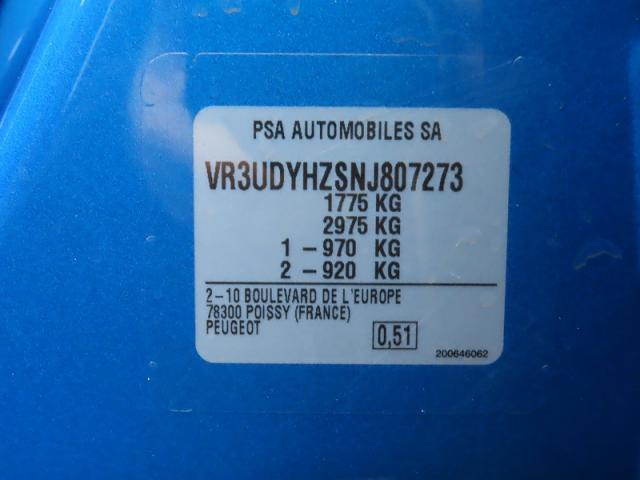 PSA AUTOMOBILES SA
VR3UDYHZSNJ807273
1775 KG
2975 KG
1 – 970 KG
2 – 920 KG
2 – 10 BOULEVARD DE L'EUROPE
78300 POISSY (FRANCE)
PEUGEOT
0,51
200646062